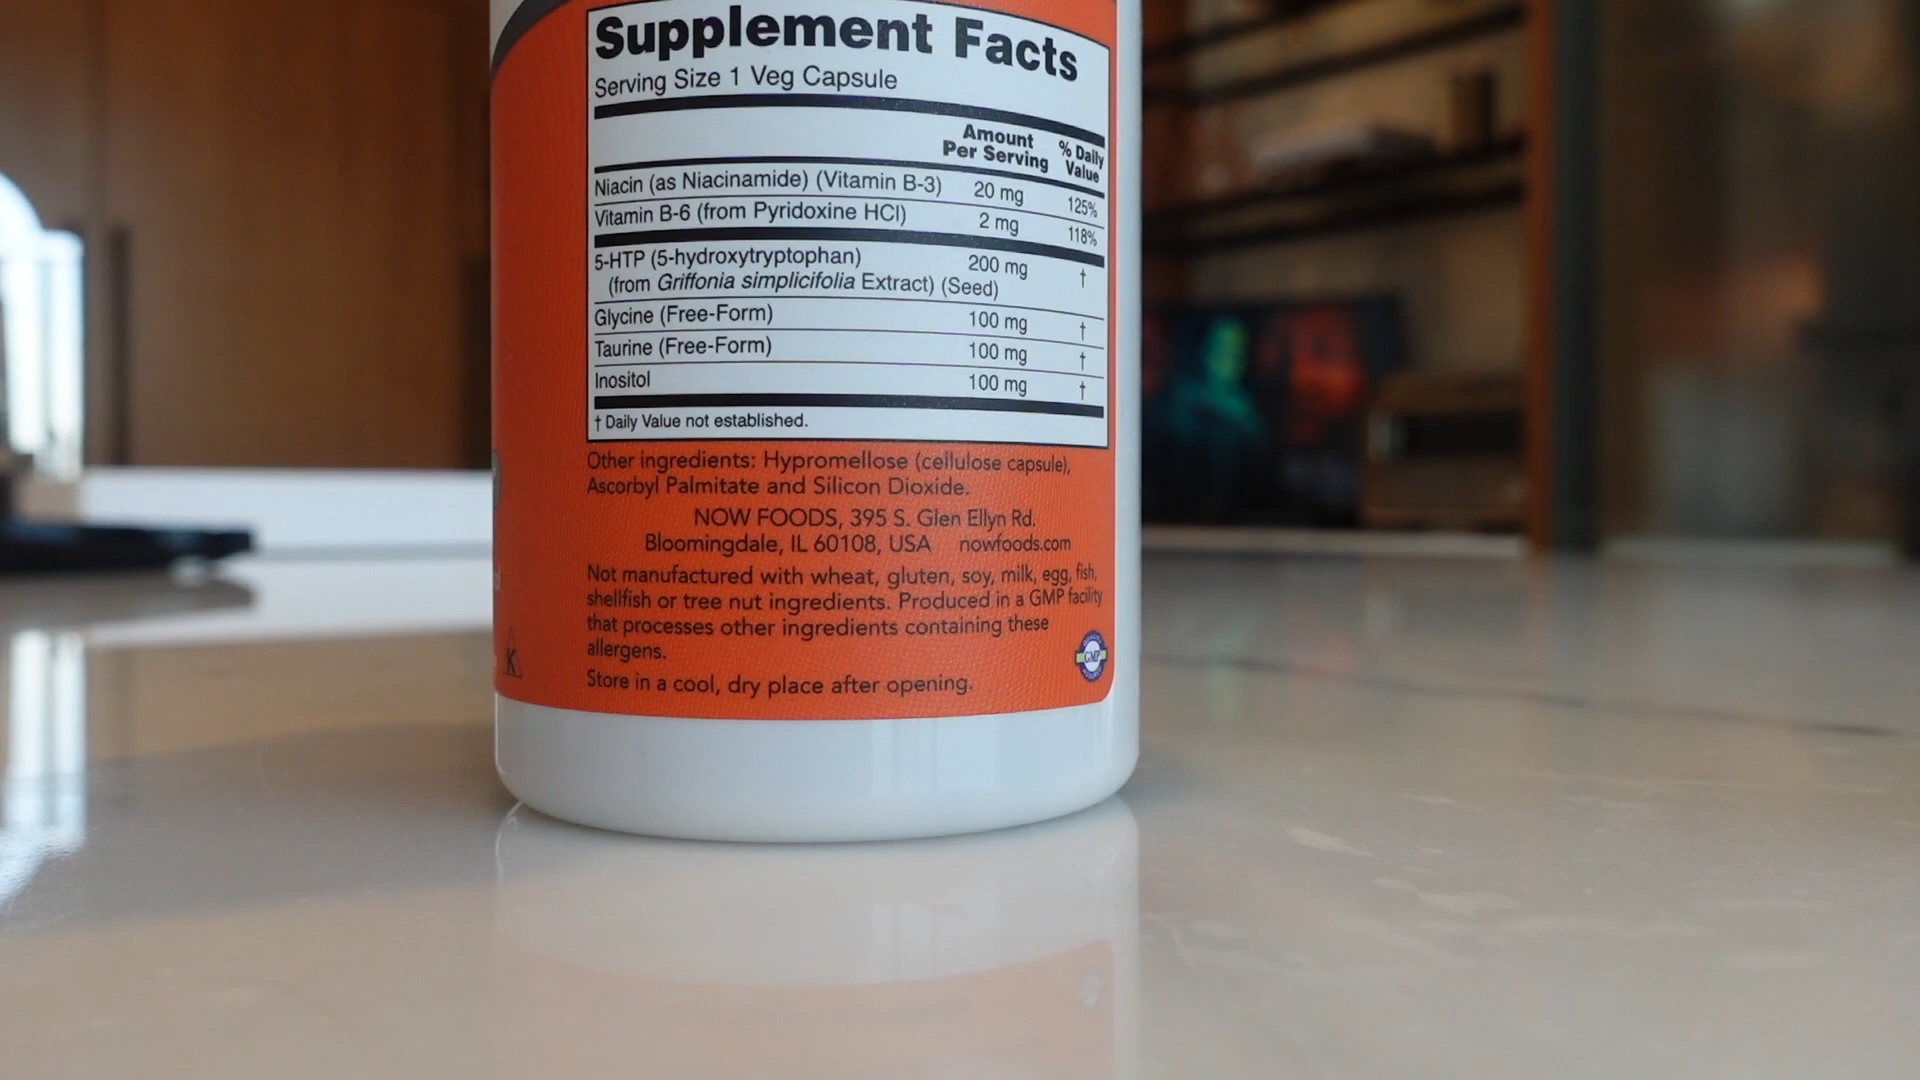 Supplement Facts
Serving Size 1 Veg Capsule
Amount Per Serving % Daily Value
Niacin (as Niacinamide) (Vitamin B-3) 20 mg 125%
Vitamin B-6 (from Pyridoxine HCl) 2 mg 118%
5-HTP (5-hydroxytryptophan) 200 mg †
(from Griffonia simplicifolia Extract) (Seed)
Glycine (Free-Form) 100 mg †
Taurine (Free-Form) 100 mg †
Inositol 100 mg †
† Daily Value not established.
Other ingredients: Hypromellose (cellulose capsule),
Ascorbyl Palmitate and Silicon Dioxide.
NOW FOODS, 395 S. Glen Ellyn Rd.
Bloomingdale, IL 60108, USA nowfoods.com
Not manufactured with wheat, gluten, soy, milk, egg, fish,
shellfish or tree nut ingredients. Produced in a GMP facility
that processes other ingredients containing these
allergens.
GMP
K
Store in a cool, dry place after opening.